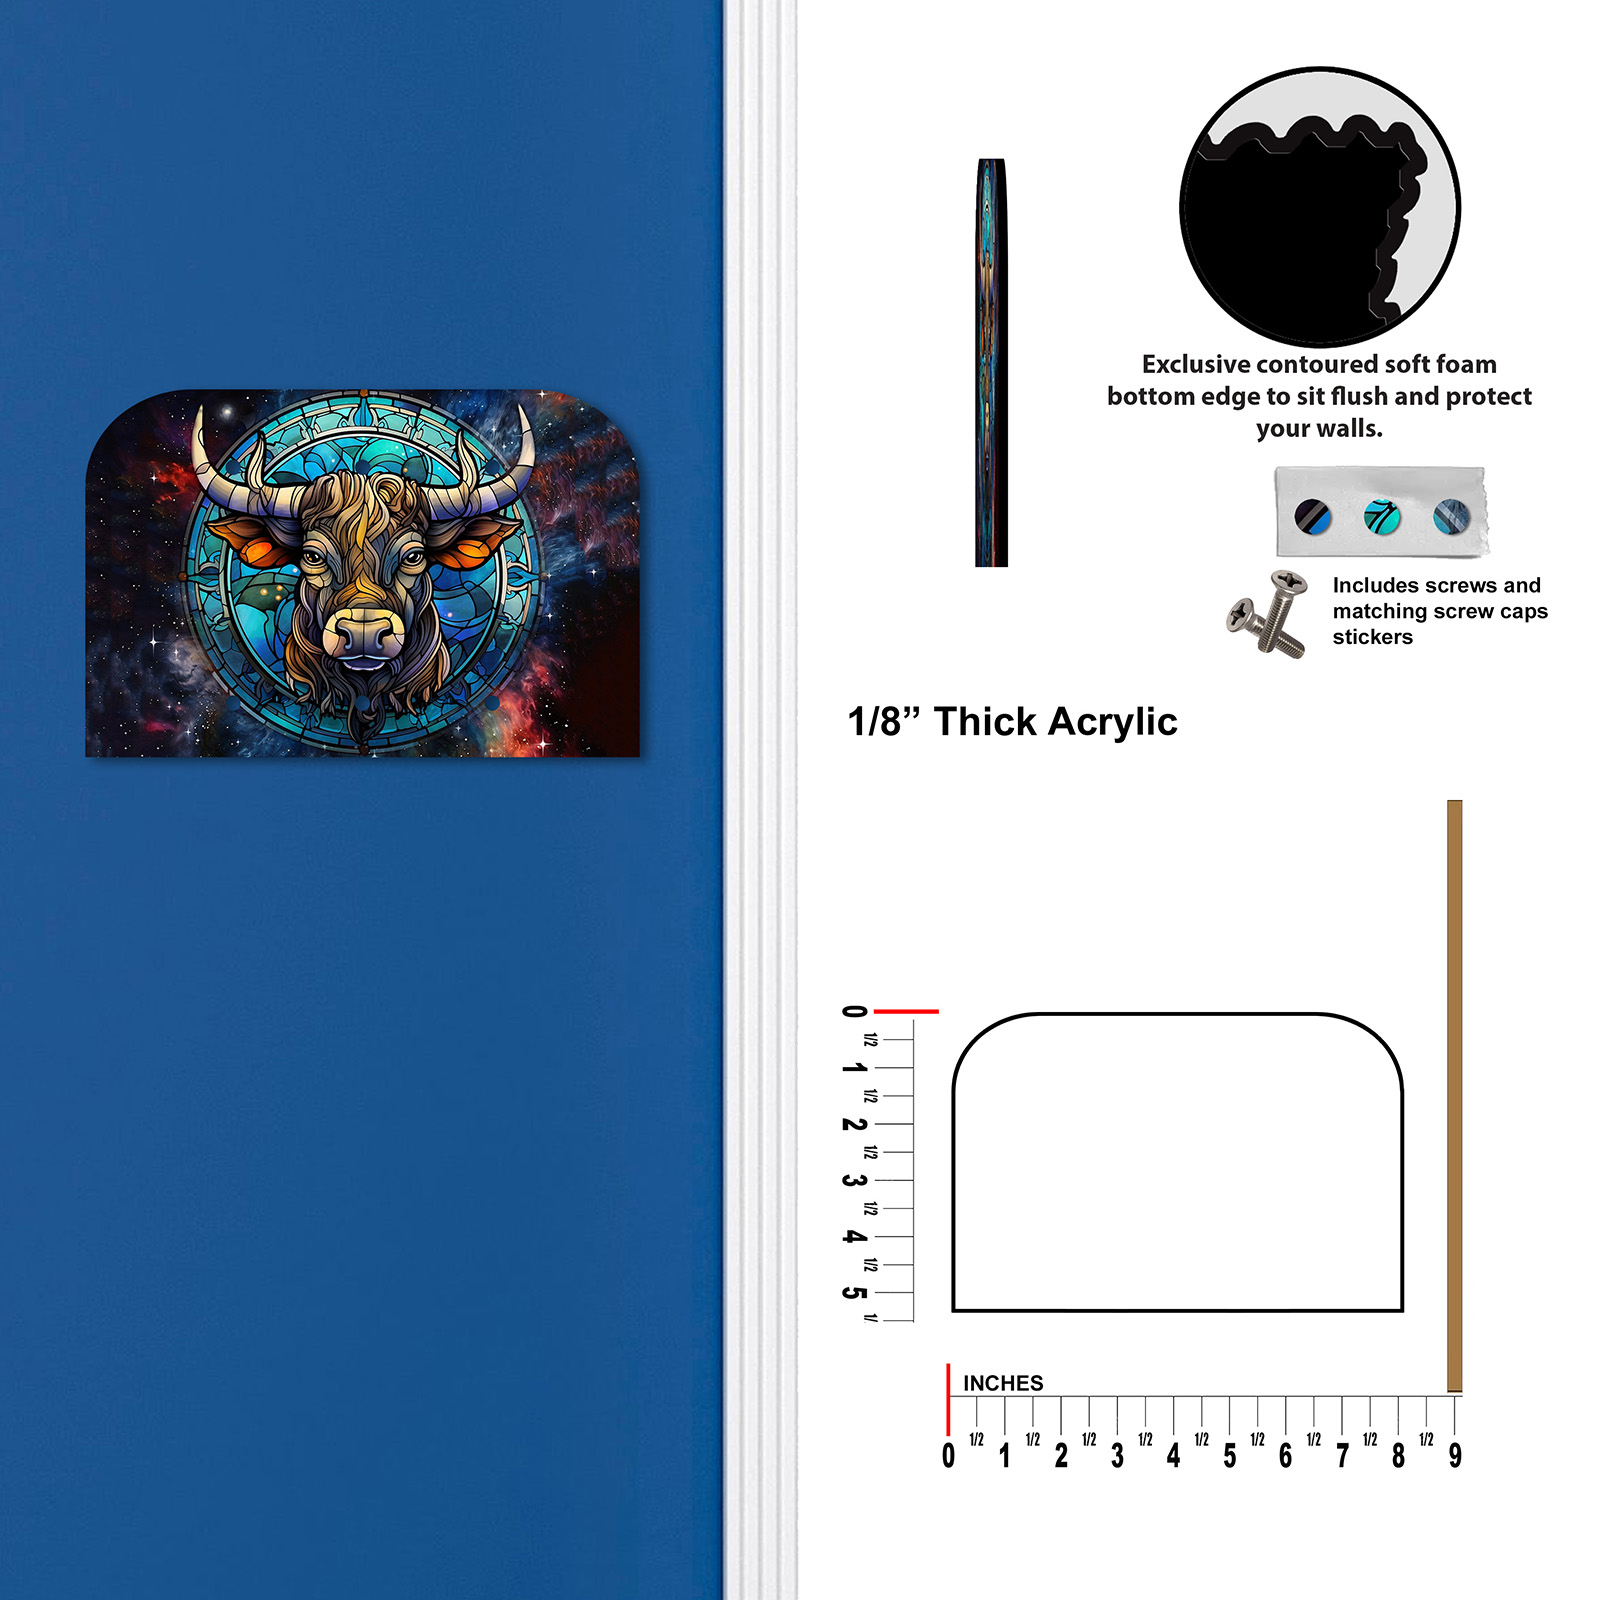 Exclusive contoured soft foam
bottom edge to sit flush and protect
your walls.
Includes screws and
matching screw caps
stickers
1/8” Thick Acrylic
0
1/2
1
1/2
2
1/2
3
1/2
4
1/2
5
1/
INCHES
0 1/2 1 1/2 2 1/2 3 1/2 4 1/2 5 1/2 6 1/2 7 1/2 8 1/2 9